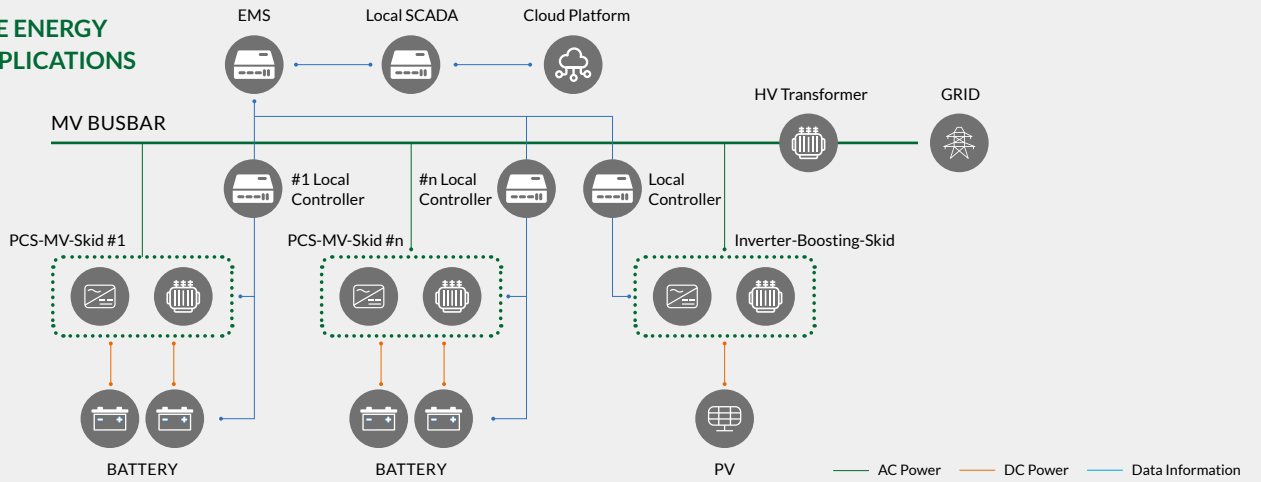 E ENERGY
PLICATIONS
EMS
Local SCADA
Cloud Platform
HV Transformer
GRID
MV BUSBAR
#1 Local
Controller
#n Local
Controller
Local
Controller
PCS-MV-Skid #1
PCS-MV-Skid #n
Inverter-Boosting-Skid
BATTERY
BATTERY
PV
AC Power
DC Power
Data Information